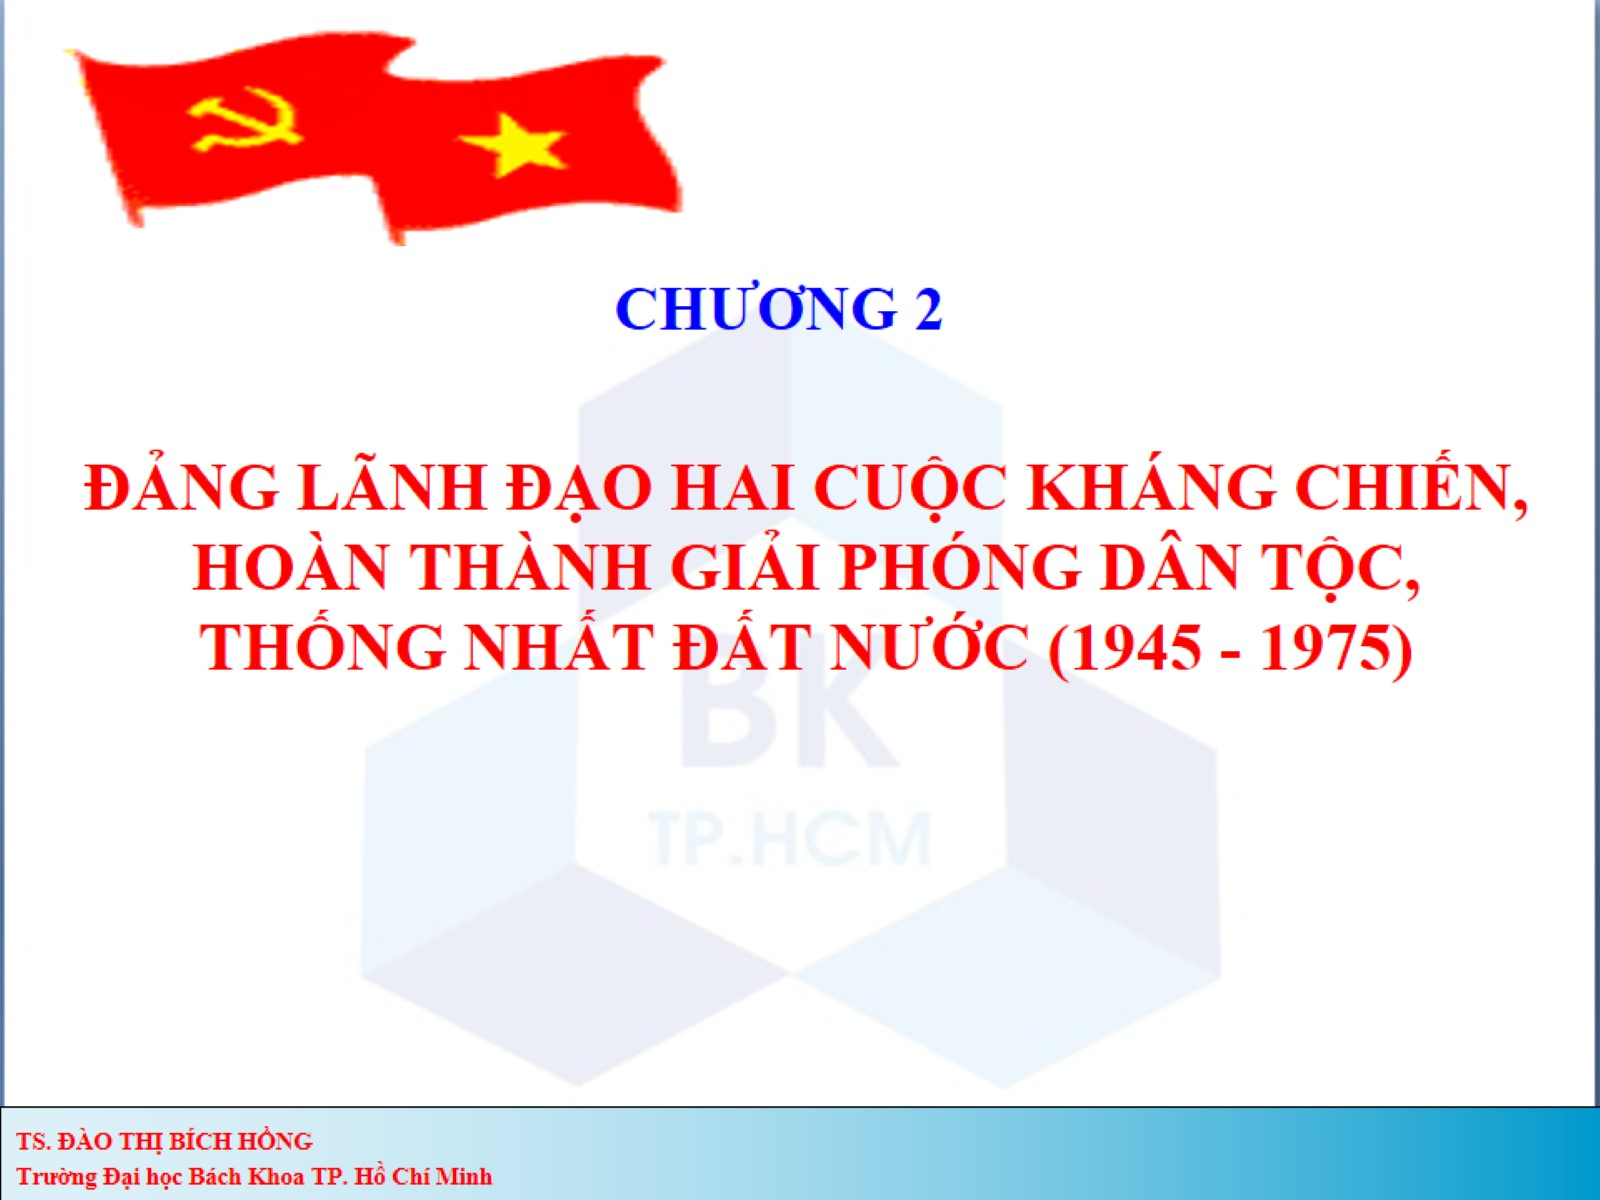 CHƯƠNG 2
ĐẢNG LÃNH ĐẠO HAI CUỘC KHÁNG CHIẾN,
HOÀN THÀNH GIẢI PHÓNG DÂN TỘC,
THỐNG NHẤT ĐẤT NƯỚC (1945 - 1975)
BK
TP.HCM
TS. ĐÀO THỊ BÍCH HỒNG
Trường Đại học Bách Khoa TP. Hồ Chí Minh